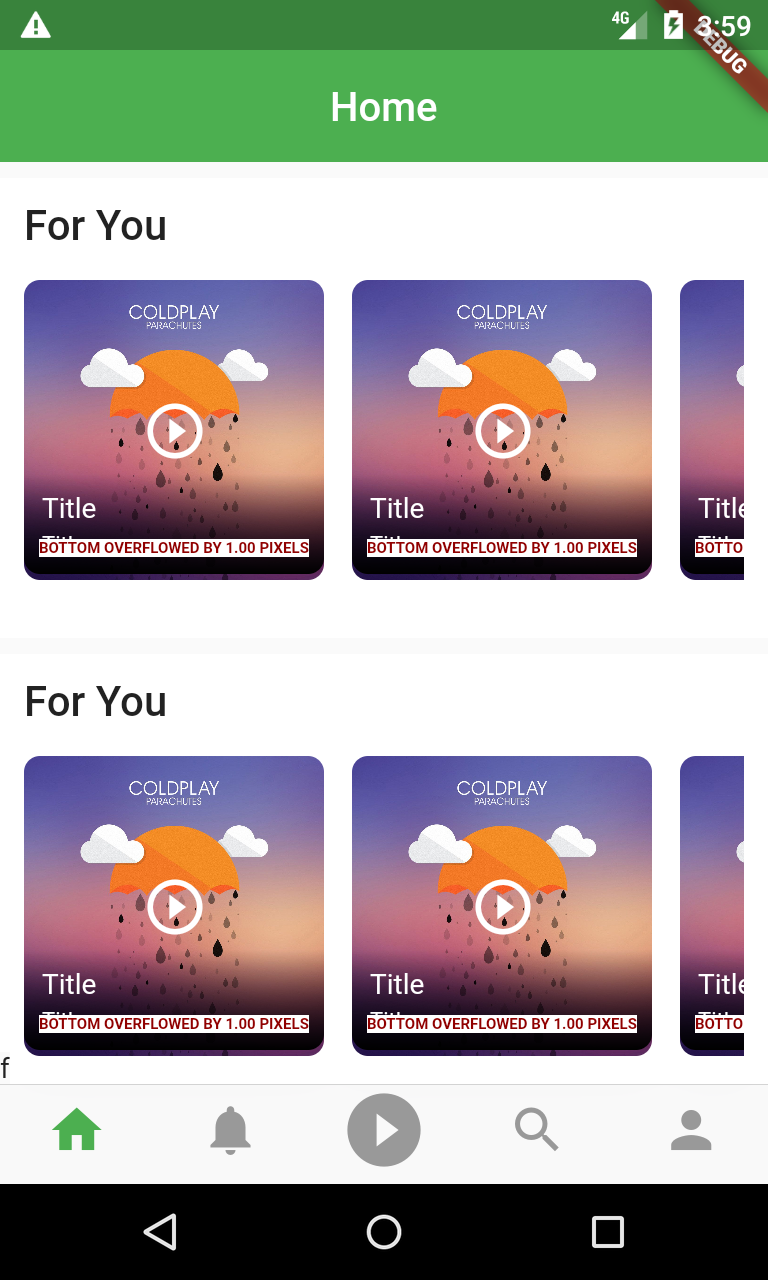 4G 3:59
DEBUG
Home
For You
COLDPLAY COLDPLAY
PARACHUTES PARACHUTES
Title Title Title
BOTTOM OVERFLOWED BY 1.00 PIXELS BOTTOM OVERFLOWED BY 1.00 PIXELS BOTTO
For You
COLDPLAY COLDPLAY
PARACHUTES PARACHUTES
Title Title Title
BOTTOM OVERFLOWED BY 1.00 PIXELS BOTTOM OVERFLOWED BY 1.00 PIXELS BOTTO
f